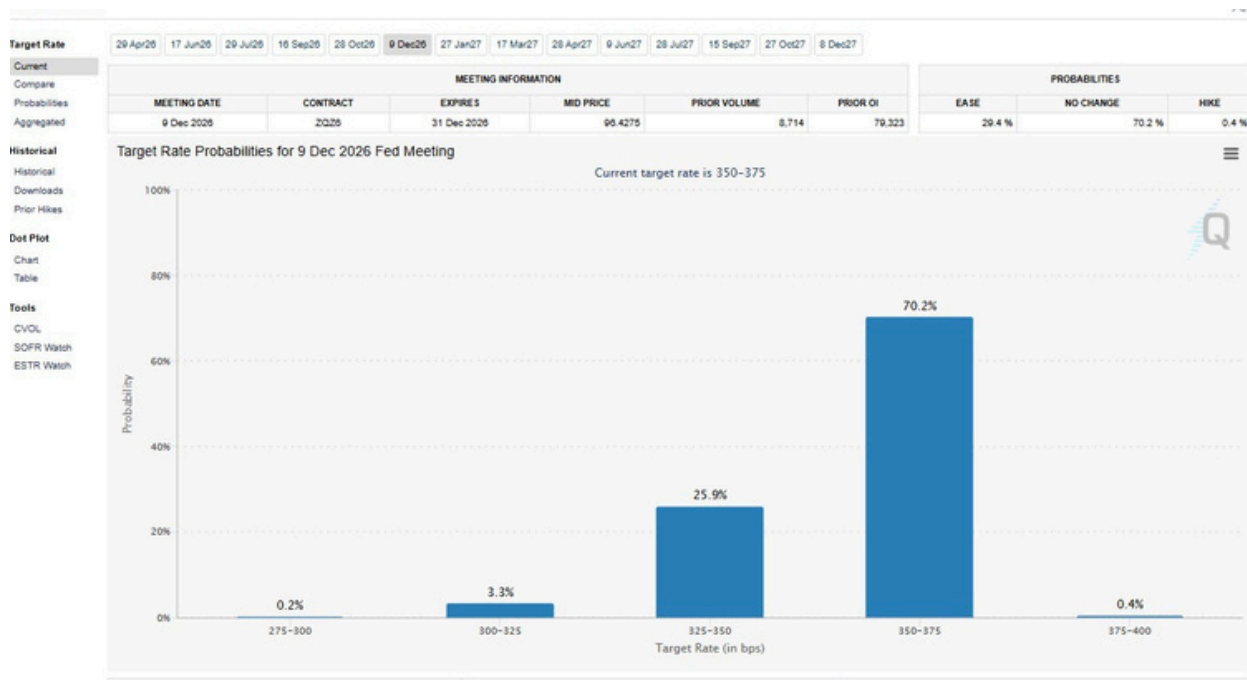 Target Rate
Current
Compare
Probabilities
Aggregated
Historical
Historical
Downloads
Prior Hikes
Dot Plot
Chart
Table
Tools
CVOL
SOFR Watch
ESTR Watch
29 Apr26 17 Jun26 29 Jul26 16 Sep26 28 Oct26 9 Dec26 27 Jan27 17 Mar27 28 Apr27 9 Jun27 28 Jul27 15 Sep27 27 Oct27 8 Dec27
MEETING INFORMATION
MEETING DATE CONTRACT EXPIRES MID PRICE PRIOR VOLUME PRIOR OI
9 Dec 2026 ZQZ6 31 Dec 2026 96.4275 8,714 79,323
PROBABILITIES
EASE NO CHANGE HIKE
29.4 % 70.2 % 0.4 %
Target Rate Probabilities for 9 Dec 2026 Fed Meeting
Current target rate is 350-375
Q
Probability
100%
80%
60%
40%
20%
0%
0.2%
3.3%
25.9%
70.2%
0.4%
275-300 300-325 325-350 350-375 375-400
Target Rate (in bps)